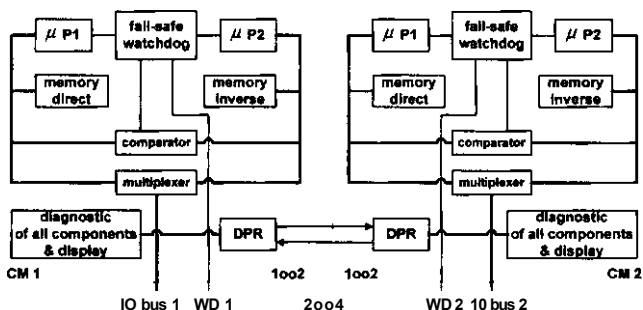 μ P1
fail-safe
watchdog
μ P2
memory
direct
memory
inverse
comparator
multiplexer
diagnostic
of all components
& display
DPR
CM 1
1oo2
IO bus 1
WD 1
μ P1
fail-safe
watchdog
μ P2
memory
direct
memory
inverse
comparator
multiplexer
DPR
diagnostic
of all components
& display
1oo2
CM 2
2oo4
WD 2
10 bus 2